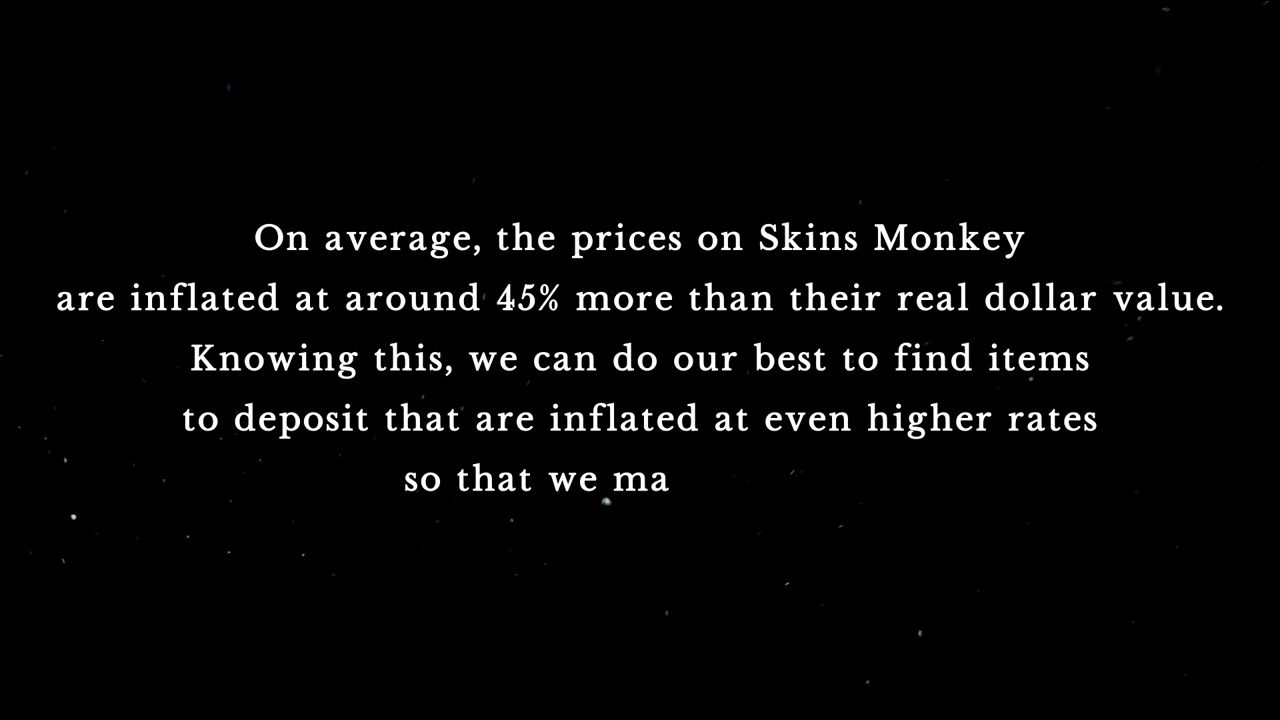 On average, the prices on Skins Monkey
are inflated at around 45% more than their real dollar value.
Knowing this, we can do our best to find items
to deposit that are inflated at even higher rates
so that we ma